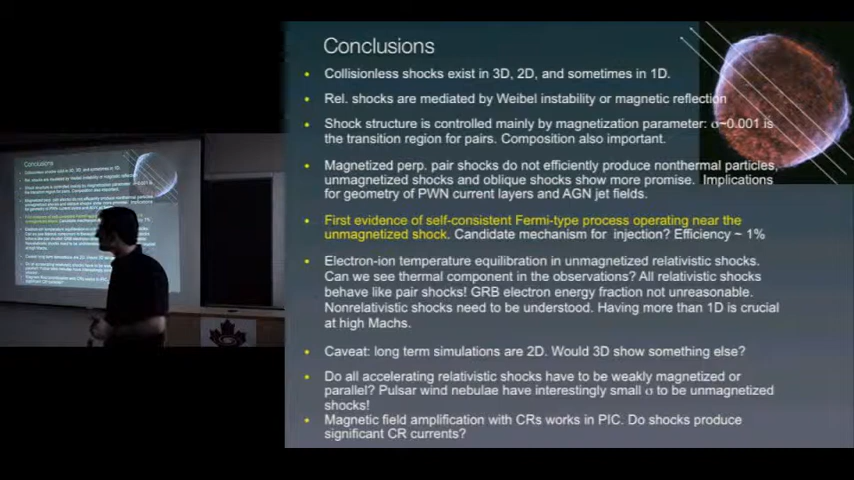 Conclusions
Collisionless shocks exist in 3D, 2D, and sometimes in 1D.
Rel. shocks are mediated by Weibel instability or magnetic reflection
Shock structure is controlled mainly by magnetization parameter: σ~0.001 is
the transition region for pairs. Composition also important.
Magnetized perp. pair shocks do not efficiently produce nonthermal particles,
unmagnetized shocks and oblique shocks show more promise. Implications
for geometry of PWN current layers and AGN jet fields.
First evidence of self-consistent Fermi-type process operating near the
unmagnetized shock. Candidate mechanism for injection? Efficiency ~ 1%
Electron-ion temperature equilibration in unmagnetized relativistic shocks.
Can we see thermal component in the observations? All relativistic shocks
behave like pair shocks! GRB electron energy fraction not unreasonable.
Nonrelativistic shocks need to be understood. Having more than 1D is crucial
at high Machs.
Caveat: long term simulations are 2D. Would 3D show something else?
Do all accelerating relativistic shocks have to be weakly magnetized or
parallel? Pulsar wind nebulae have interestingly small σ to be unmagnetized
shocks!
Magnetic field amplification with CRs works in PIC. Do shocks produce
significant CR currents?
Conclusions